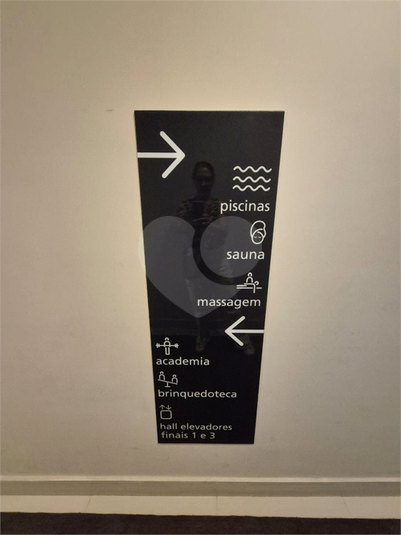 piscinas
sauna
massagem
academia
brinquedoteca
hall elevadores
finais 1 e 3